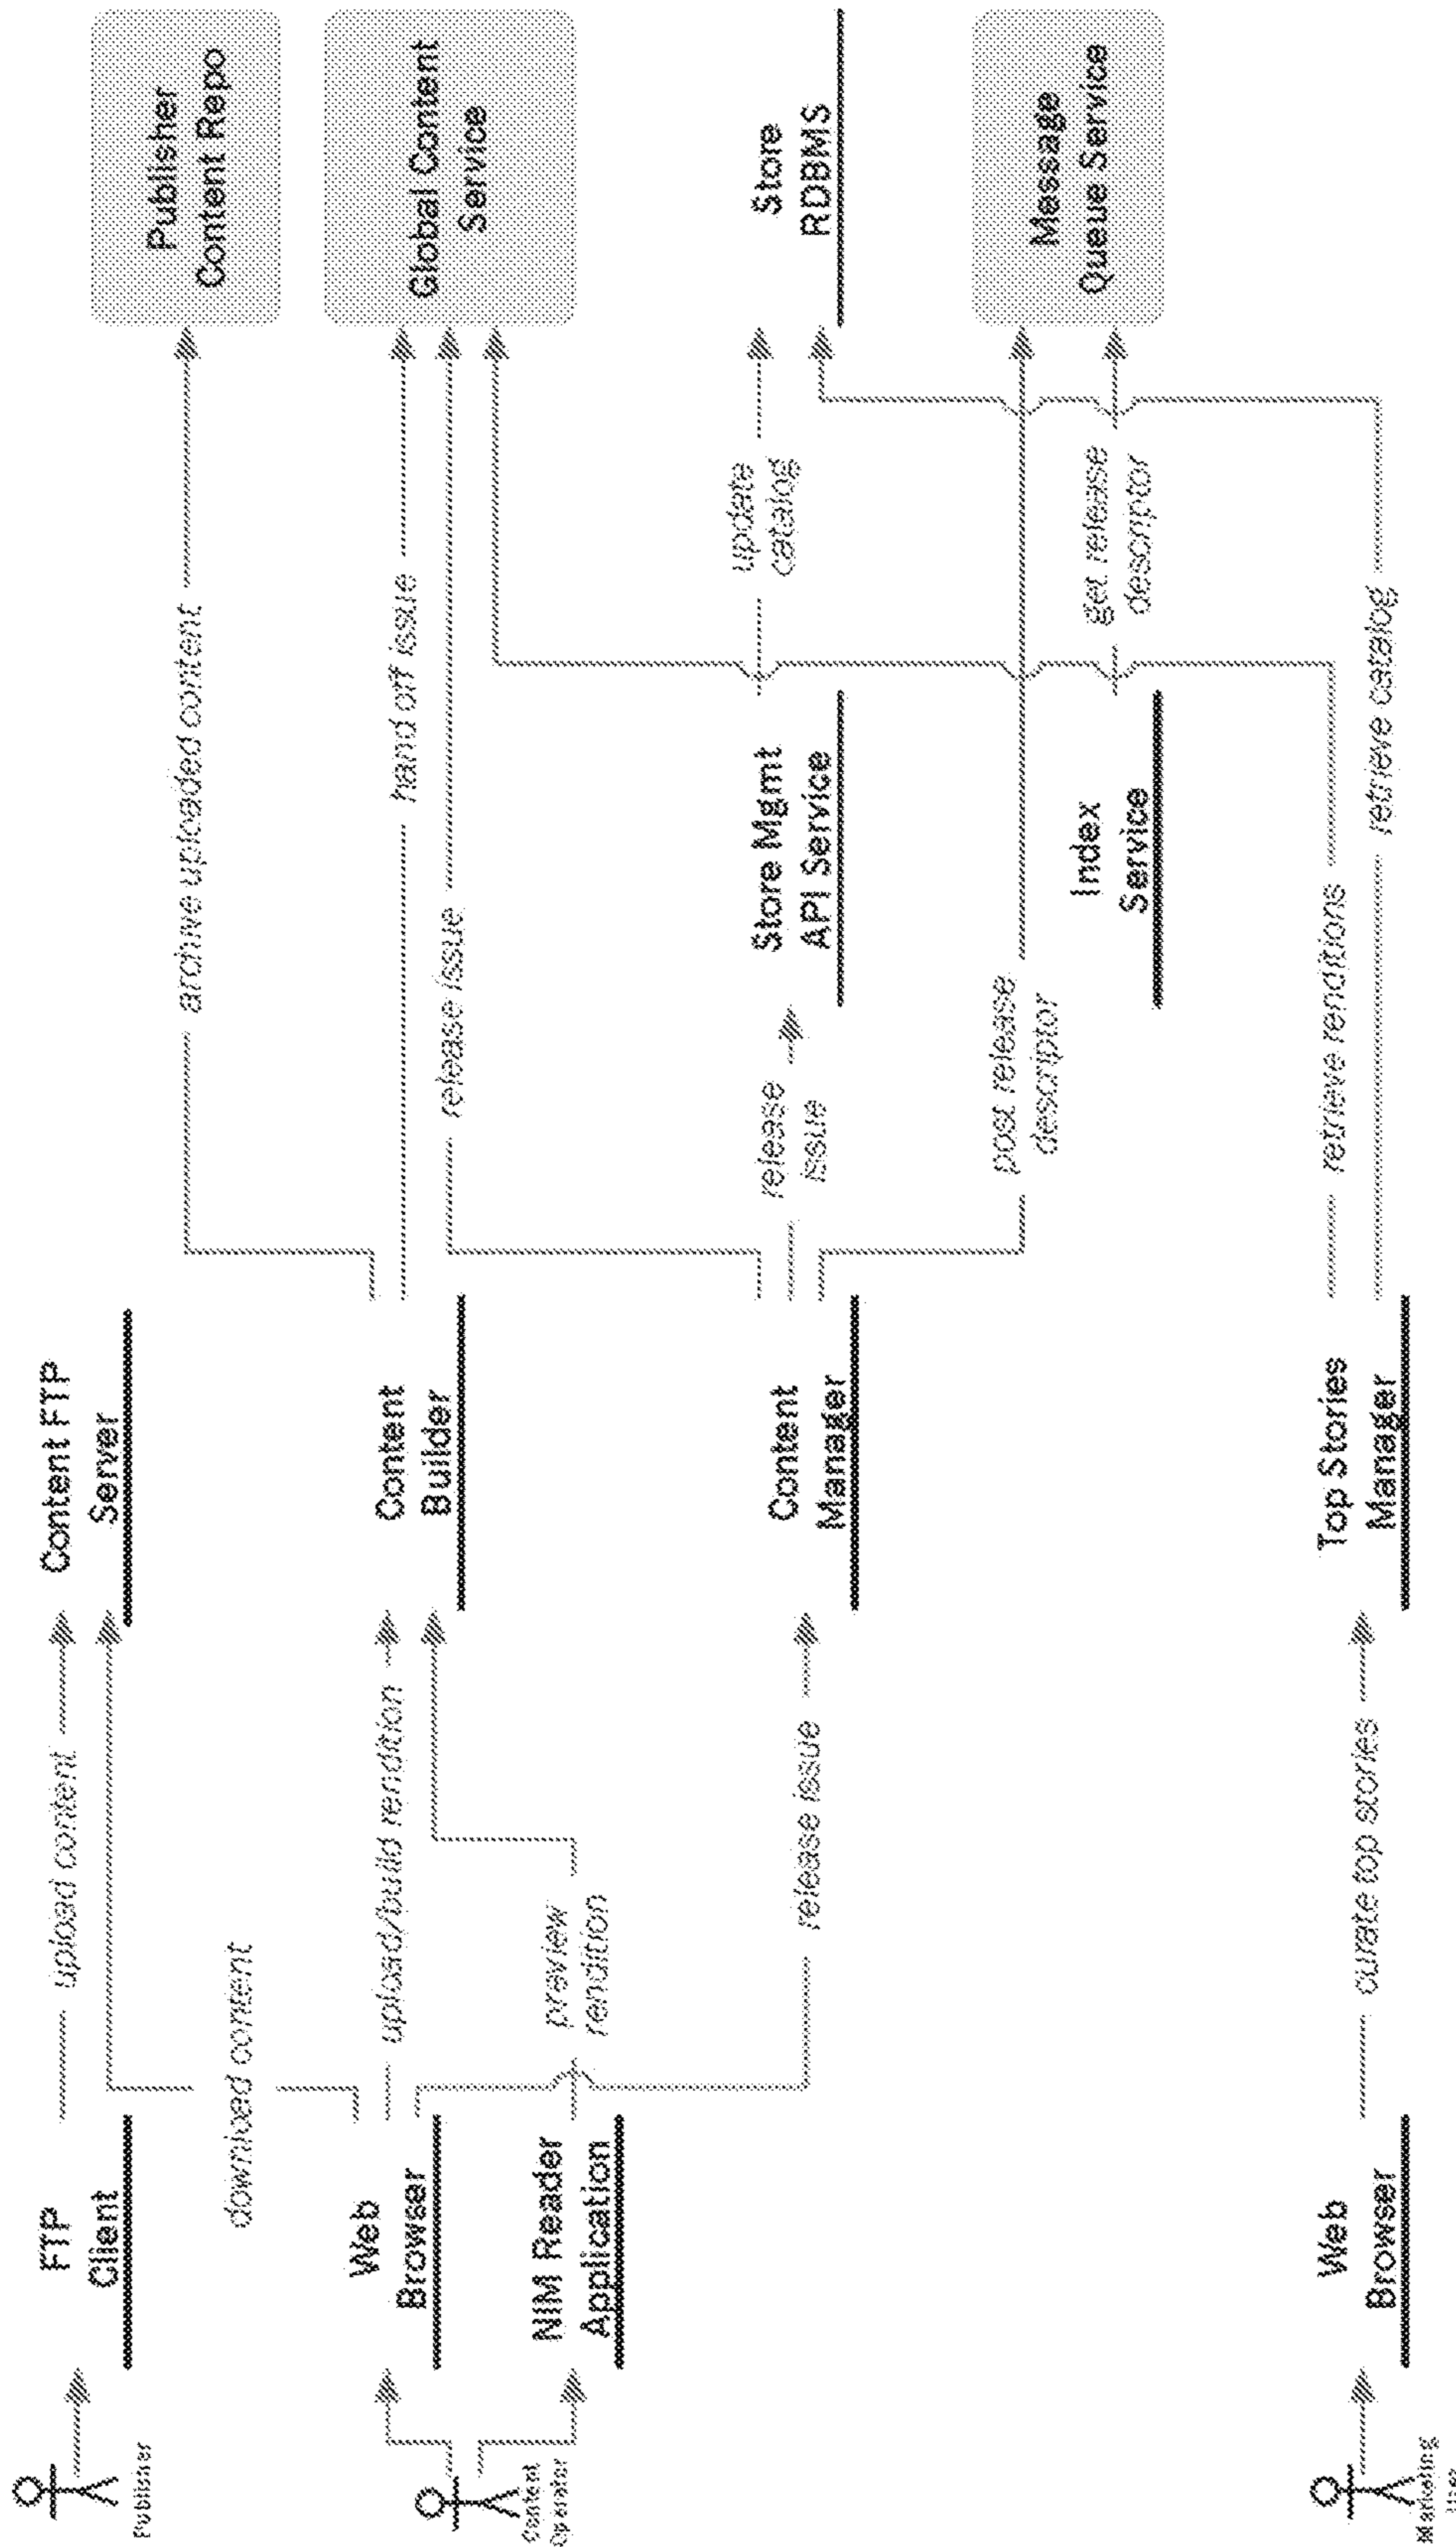 Publisher
FTP
Client
upload content
Content FTP
Server
download content
archive uploaded content
Publisher
Content Repo
Content
Operator
Web
Browser
upload/build rendition
Content
Builder
hand off issue
Global Content
Service
release issue
NIM Reader
Application
preview
rendition
release issue
Content
Manager
release
issue
Store Mgmt
API Service
update
catalog
Store
RDBMS
post release
descriptor
Message
Queue Service
Index
Service
get release
descriptor
Marketing
User
Web
Browser
curate top stories
Top Stories
Manager
retrieve renditions
retrieve catalog